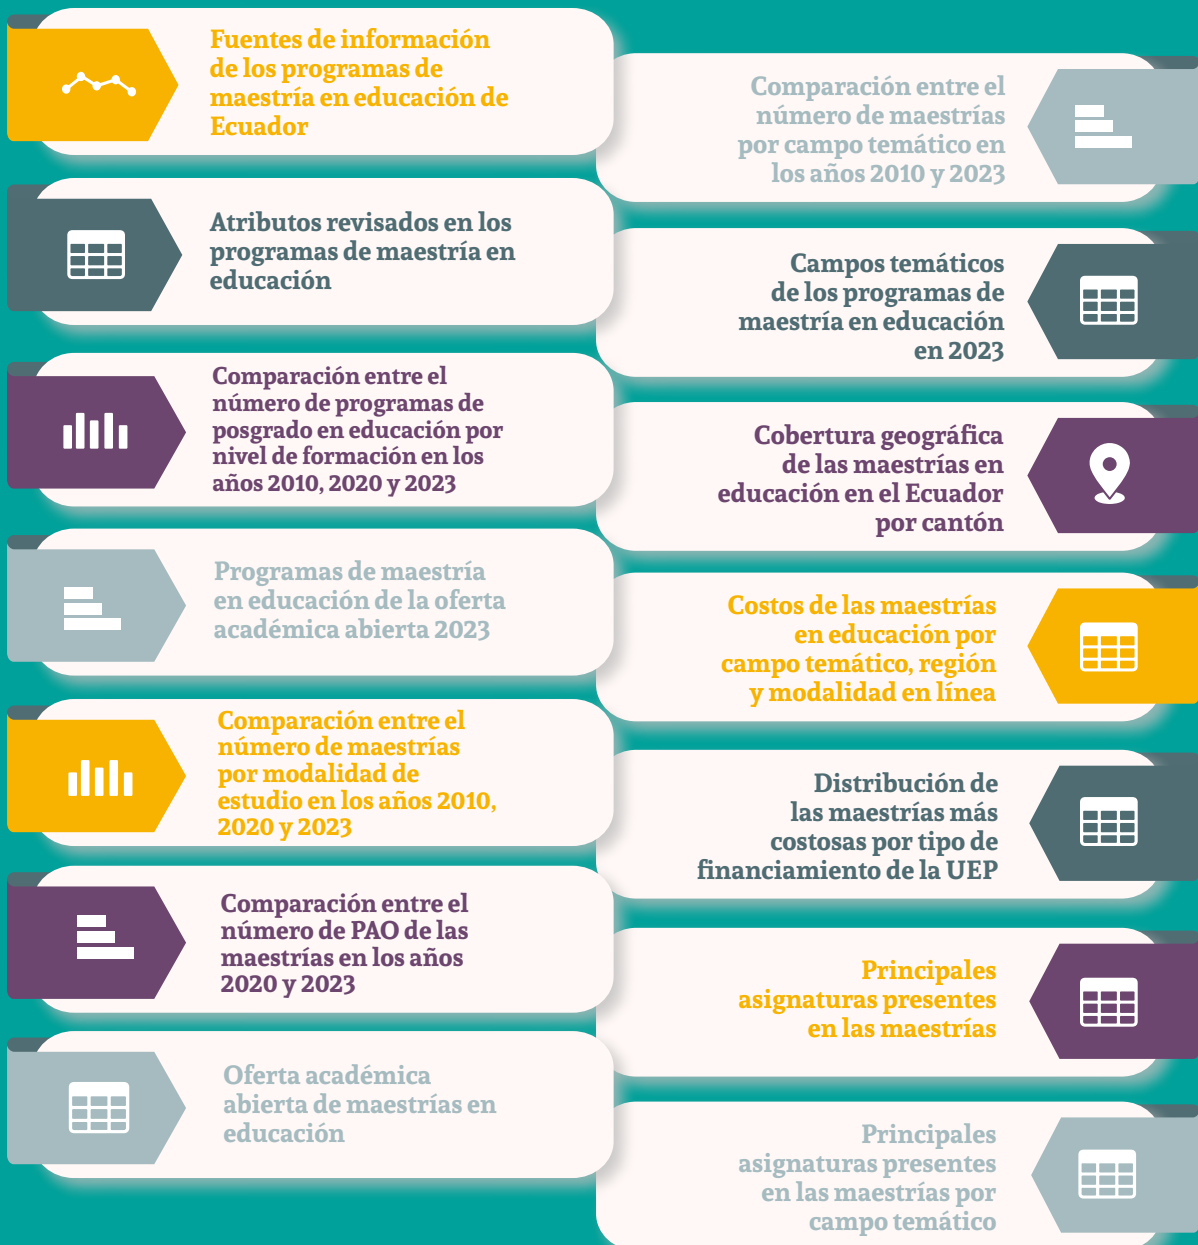 Fuentes de información
de los programas de
maestría en educación de
Ecuador
Atributos revisados en los
programas de maestría en
educación
Comparación entre el
número de programas de
posgrado en educación por
nivel de formación en los
años 2010, 2020 y 2023
Programas de maestría
en educación de la oferta
académica abierta 2023
Comparación entre el
número de maestrías
por modalidad de
estudio en los años 2010,
2020 y 2023
Comparación entre el
número de PAO de las
maestrías en los años
2020 y 2023
Oferta académica
abierta de maestrías en
educación
Comparación entre el
número de maestrías
por campo temático en
los años 2010 y 2023
Campos temáticos
de los programas de
maestría en educación
en 2023
Cobertura geográfica
de las maestrías en
educación en el Ecuador
por cantón
Costos de las maestrías
en educación por
campo temático, región
y modalidad en línea
Distribución de
las maestrías más
costosas por tipo de
financiamiento de la UEP
Principales
asignaturas presentes
en las maestrías
Principales
asignaturas presentes
en las maestrías por
campo temático